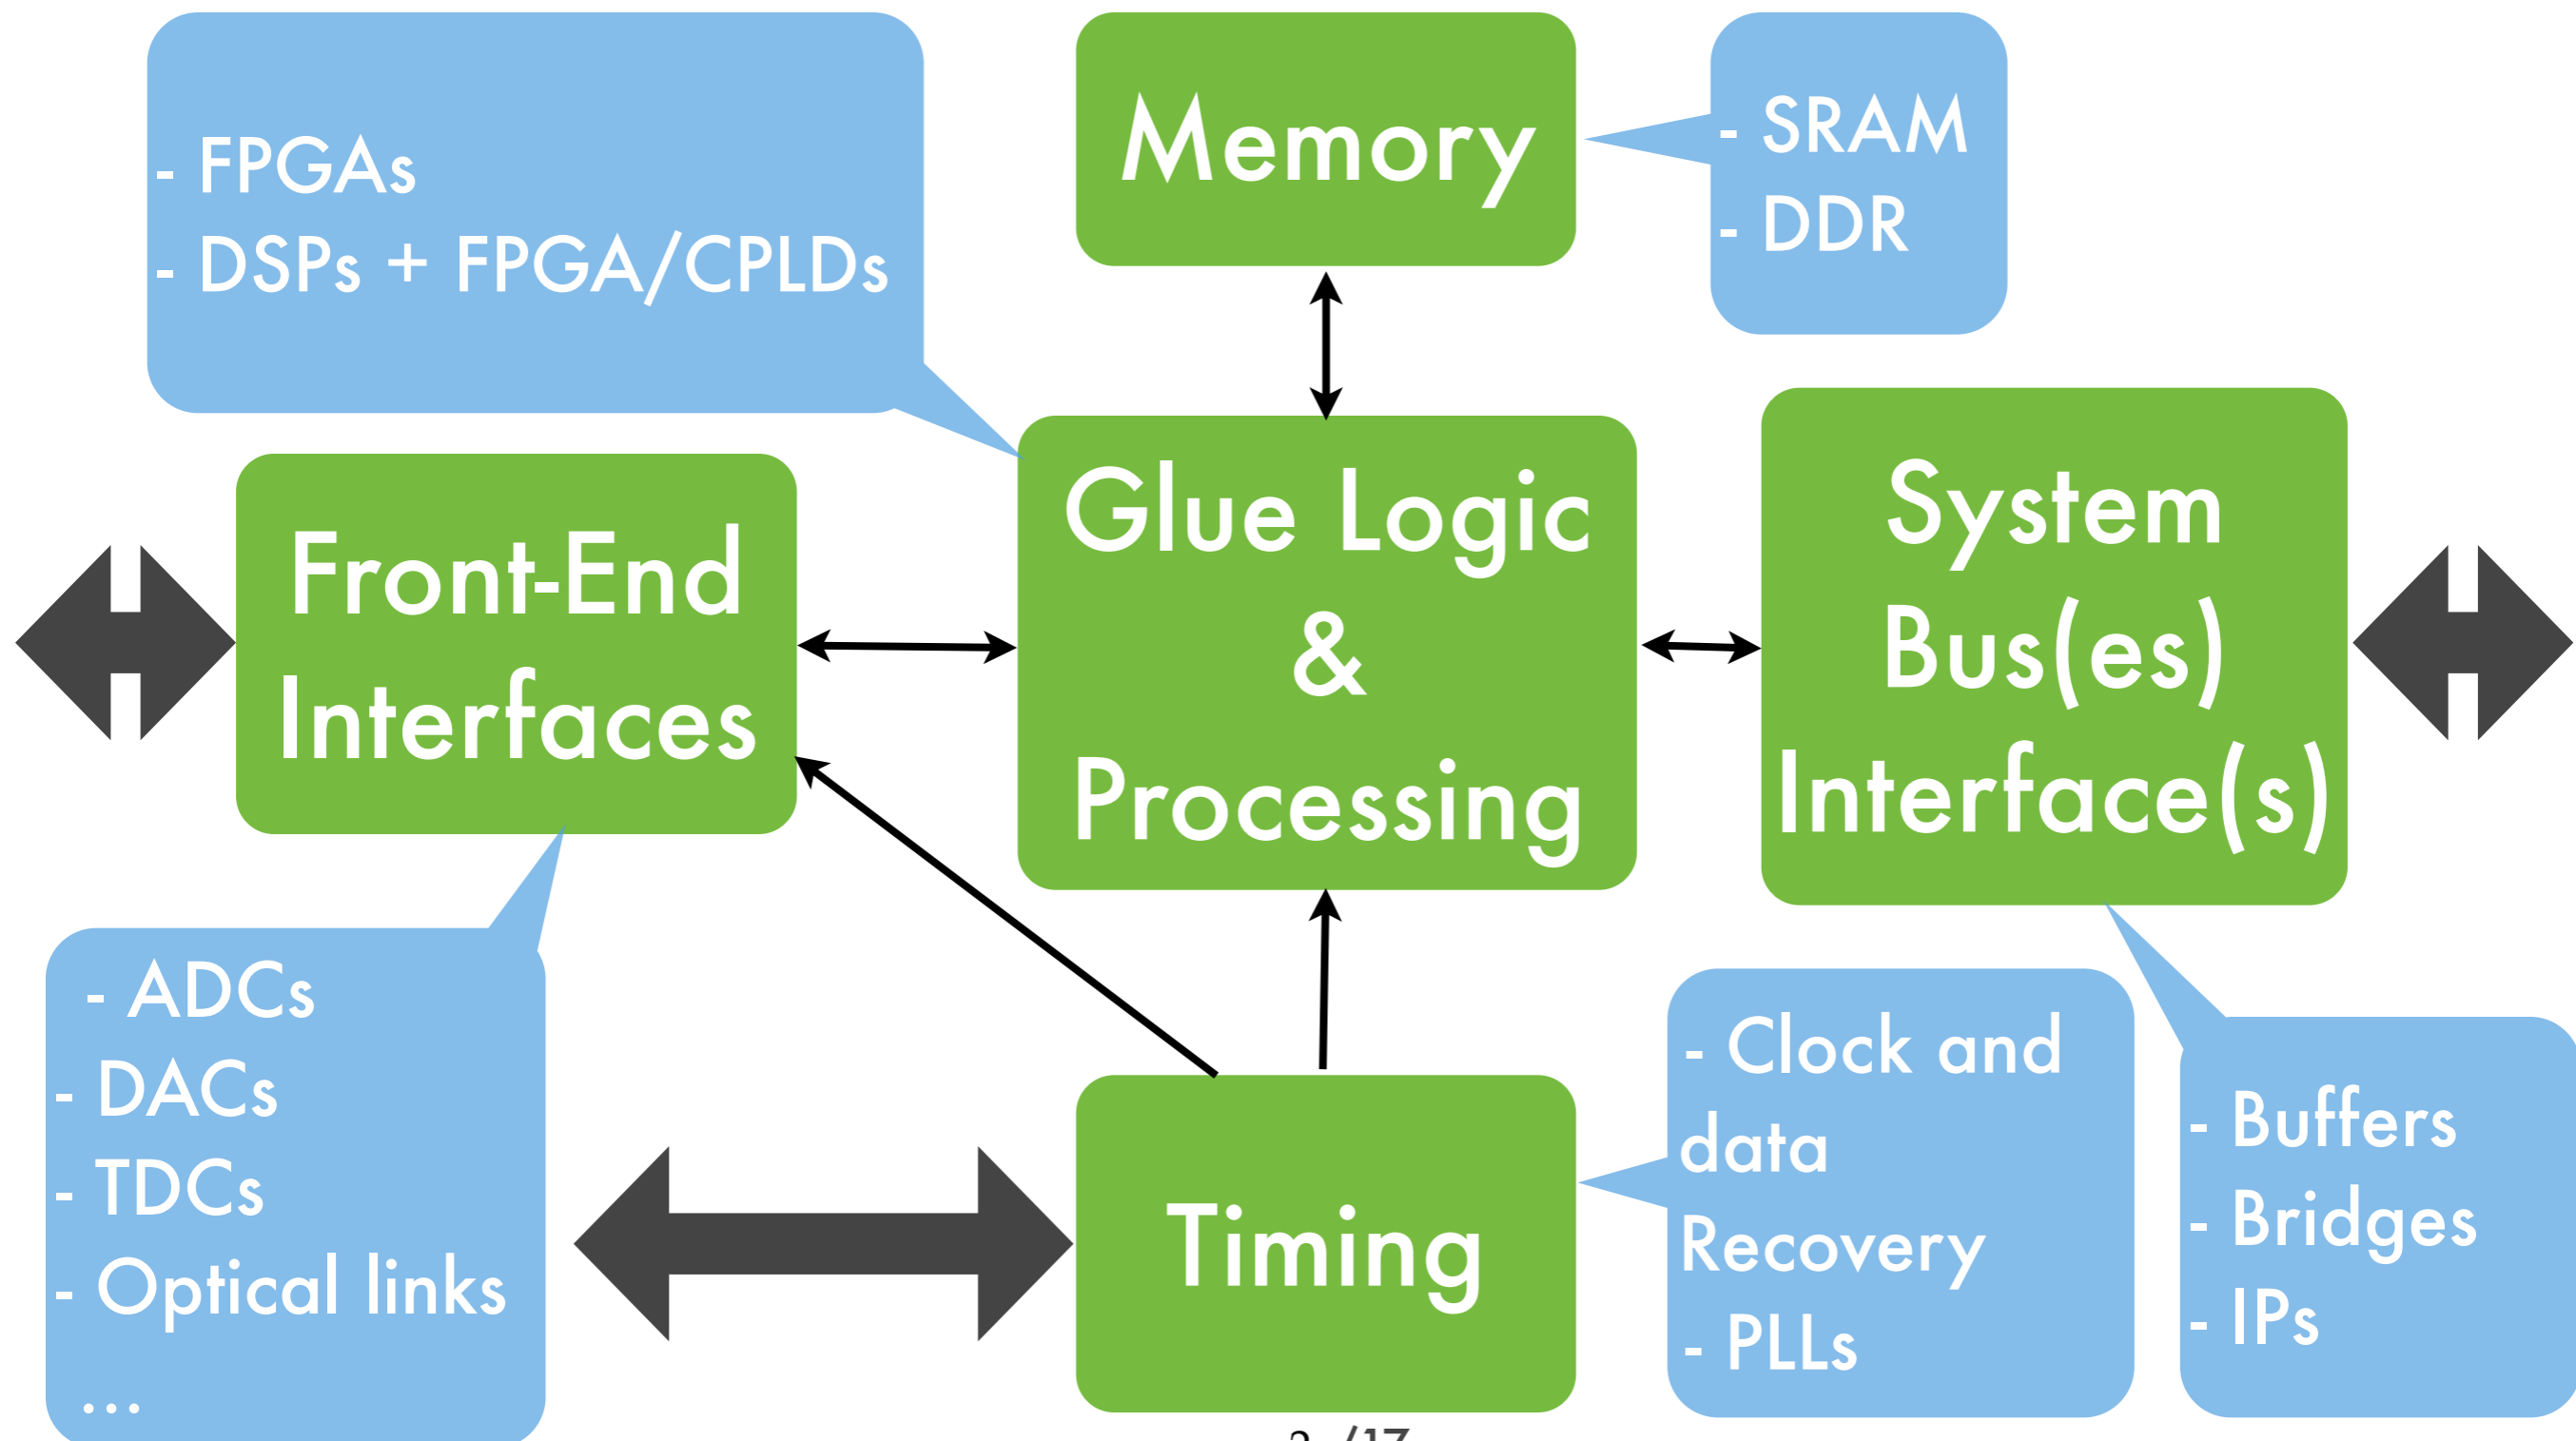 - FPGAs
- DSPs + FPGA/CPLDs
Memory
- SRAM
- DDR
Front-End
Interfaces
Glue Logic
&
Processing
System
Bus(es)
Interface(s)
- ADCs
- DACs
- TDCs
- Optical links
...
Timing
- Clock and
data
Recovery
- PLLs
- Buffers
- Bridges
- IPs
/17